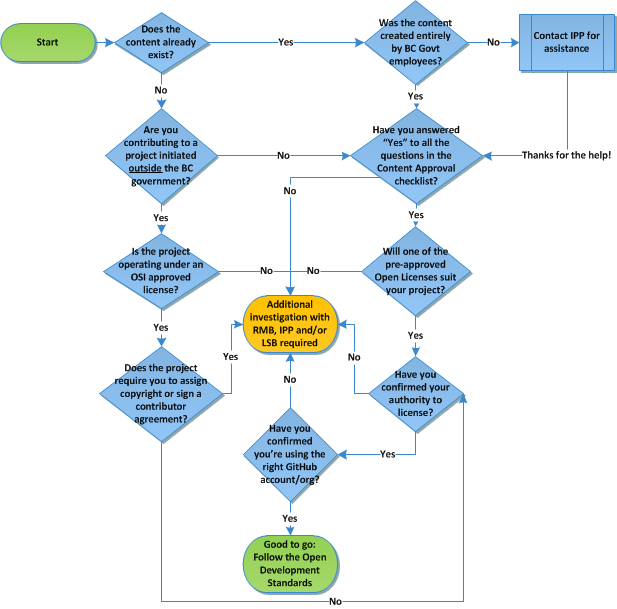 Start
Does the
content already
exist?
Yes
Was the content
created entirely
by BC Govt
employees?
No
Contact IPP for
assistance
No
Yes
Are you
contributing to a
project initiated
outside the BC
government?
No
Have you answered
"Yes" to all the
questions in the
Content Approval
checklist?
Thanks for the help!
No
Yes
Yes
Is the project
operating under an
OSI approved
license?
No
No
Will one of the
pre-approved
Open Licenses suit
your project?
Additional
investigation with
RMB, IPP and/or
LSB required
Yes
Yes
Yes
No
Does the project
require you to assign
copyright or sign a
contributor
agreement?
No
Have you
confirmed your
authority to
license?
Have you
confirmed
you're using the
right GitHub
account/org?
Yes
Yes
Good to go:
Follow the Open
Development
Standards
No